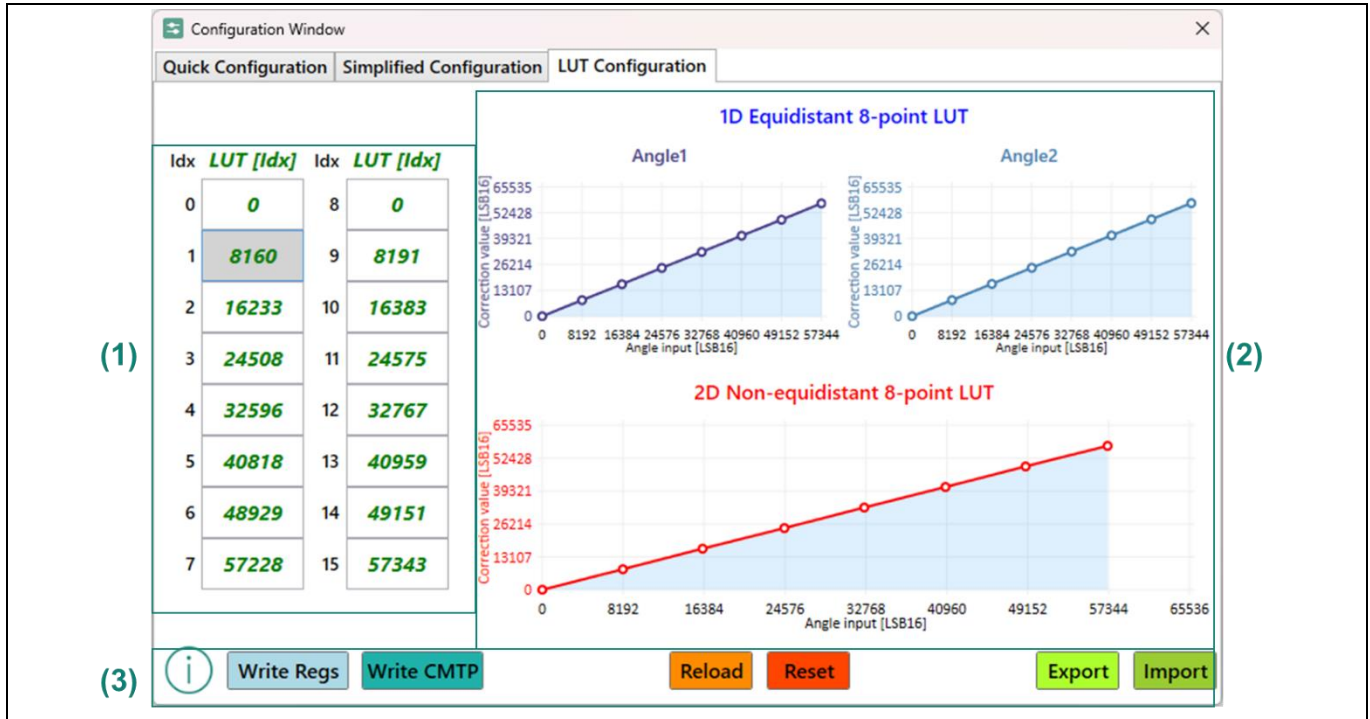 Configuration Window
Quick Configuration Simplified Configuration LUT Configuration
Idx LUT [Idx] Idx LUT [Idx]
0 0 8 0
1 8160 9 8191
2 16233 10 16383
3 24508 11 24575
4 32596 12 32767
5 40818 13 40959
6 48929 14 49151
7 57228 15 57343
(1)
1D Equidistant 8-point LUT
Angle1
Correction value [LSB16]
65535
52428
39321
26214
13107
0
0 8192 16384 24576 32768 40960 49152 57344
Angle input [LSB16]
Angle2
Correction value [LSB16]
65535
52428
39321
26214
13107
0
0 8192 16384 24576 32768 40960 49152 57344
Angle input [LSB16]
2D Non-equidistant 8-point LUT
Correction value [LSB16]
65535
52428
39321
26214
13107
0
0 8192 16384 24576 32768 40960 49152 57344 65536
Angle input [LSB16]
(2)
(3)
i Write Regs Write CMTP Reload Reset Export Import